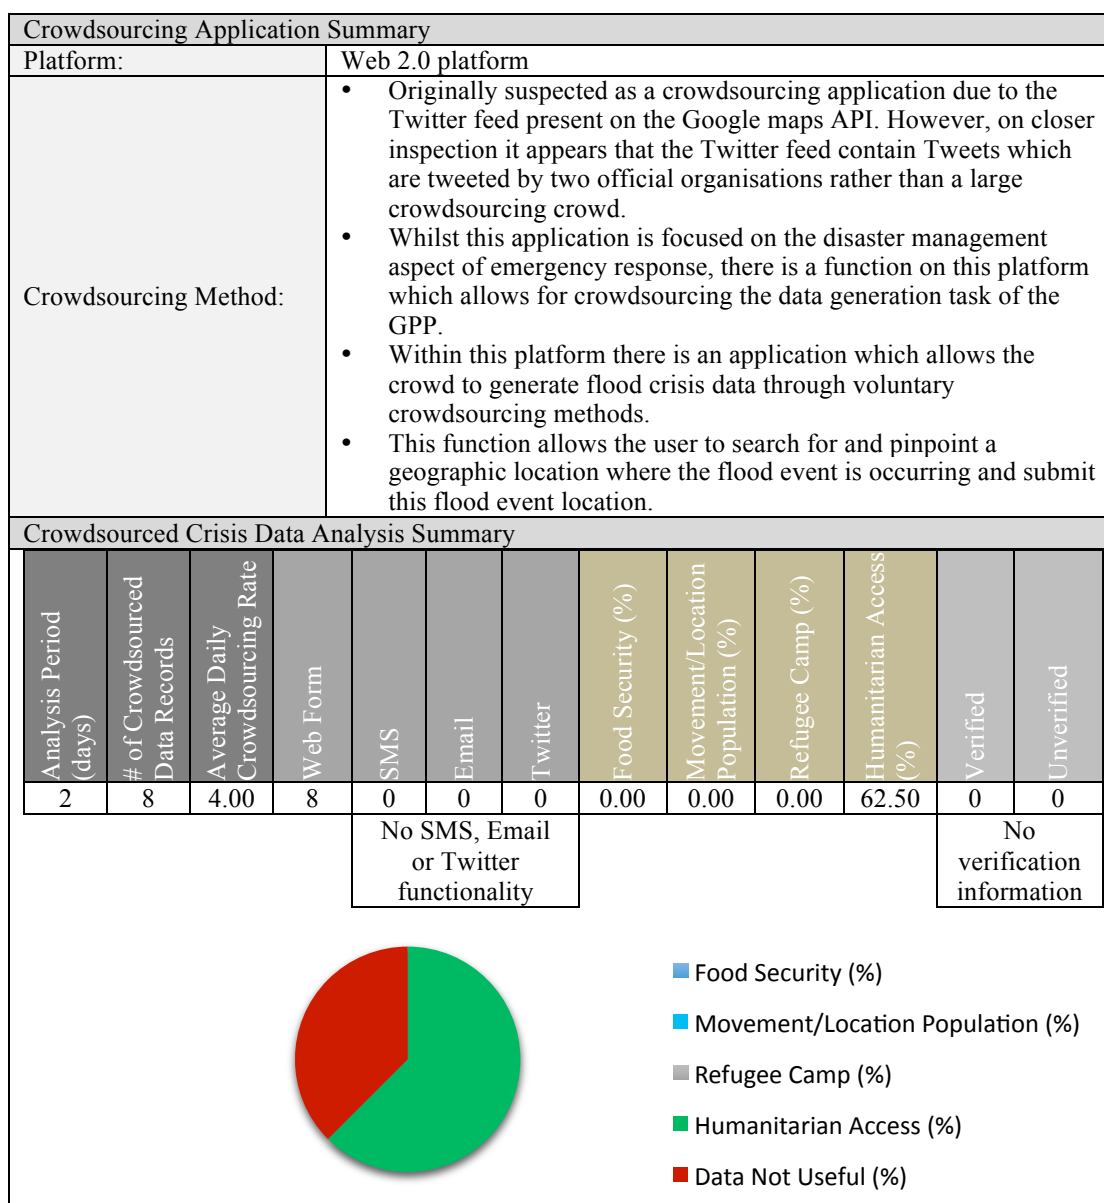 Crowdsourcing Application Summary
Platform:
Web 2.0 platform
Crowdsourcing Method:
• Originally suspected as a crowdsourcing application due to the
Twitter feed present on the Google maps API. However, on closer
inspection it appears that the Twitter feed contain Tweets which
are tweeted by two official organisations rather than a large
crowdsourcing crowd.
• Whilst this application is focused on the disaster management
aspect of emergency response, there is a function on this platform
which allows for crowdsourcing the data generation task of the
GPP.
• Within this platform there is an application which allows the
crowd to generate flood crisis data through voluntary
crowdsourcing methods.
• This function allows the user to search for and pinpoint a
geographic location where the flood event is occurring and submit
this flood event location.
Crowdsourced Crisis Data Analysis Summary
Analysis Period
(days)
# of Crowdsourced
Data Records
Average Daily
Crowdsourcing Rate
Web Form
SMS
Email
Twitter
Food Security (%)
Movement/Location
Population (%)
Refugee Camp (%)
Humanitarian Access
(%)
Verified
Unverified
2 8 4.00 8 0 0 0 0.00 0.00 0.00 62.50 0 0
No SMS, Email
or Twitter
functionality
No
verification
information
Food Security (%)
Movement/Location Population (%)
Refugee Camp (%)
Humanitarian Access (%)
Data Not Useful (%)